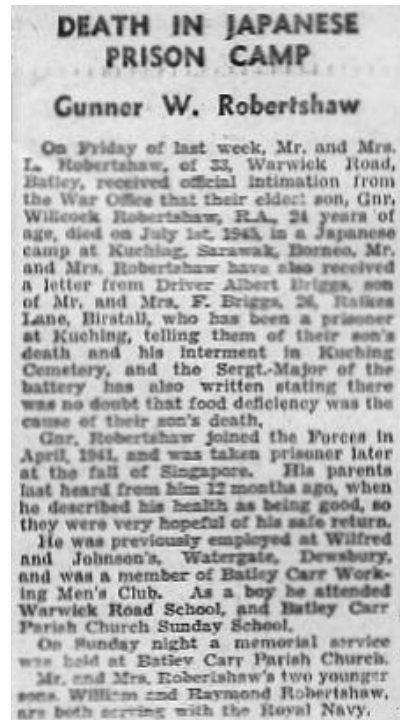 DEATH IN JAPANESE
PRISON CAMP
Gunner W. Robertshaw
On Friday of last week, Mr. and Mrs.
L. Robertshaw, of 33, Warwick Road,
Batley, received official intimation from
the War Office that their elder son, Gnr.
Willcock Robertshaw, R.A., 24 years of
age, died on July 1st, 1945, in a Japanese
camp at Kuching, Sarawak, Borneo. Mr.
and Mrs. Robertshaw have also received
a letter from Driver Albert Briggs, son
of Mr. and Mrs. F. Briggs, 26, Raikes
Lane, Birstall, who has been a prisoner
at Kuching, telling them of their son's
death and his interment in Kuching
Cemetery, and the Sergt.-Major of the
battery has also written stating there
was no doubt that food deficiency was the
cause of their son's death.
Gnr. Robertshaw joined the Forces in
April, 1941, and was taken prisoner later
at the fall of Singapore. His parents
last heard from him 12 months ago, when
he described his health as being good, so
they were very hopeful of his safe return.
He was previously employed at Wilfred
and Johnson's, Watergate, Dewsbury,
and was a member of Batley Carr Work-
ing Men's Club. As a boy he attended
Warwick Road School, and Batley Carr
Parish Church Sunday School.
On Sunday night a memorial service
was held at Batley Carr Parish Church.
Mr. and Mrs. Robertshaw's two younger
sons, William and Raymond Robertshaw,
are both serving with the Royal Navy.